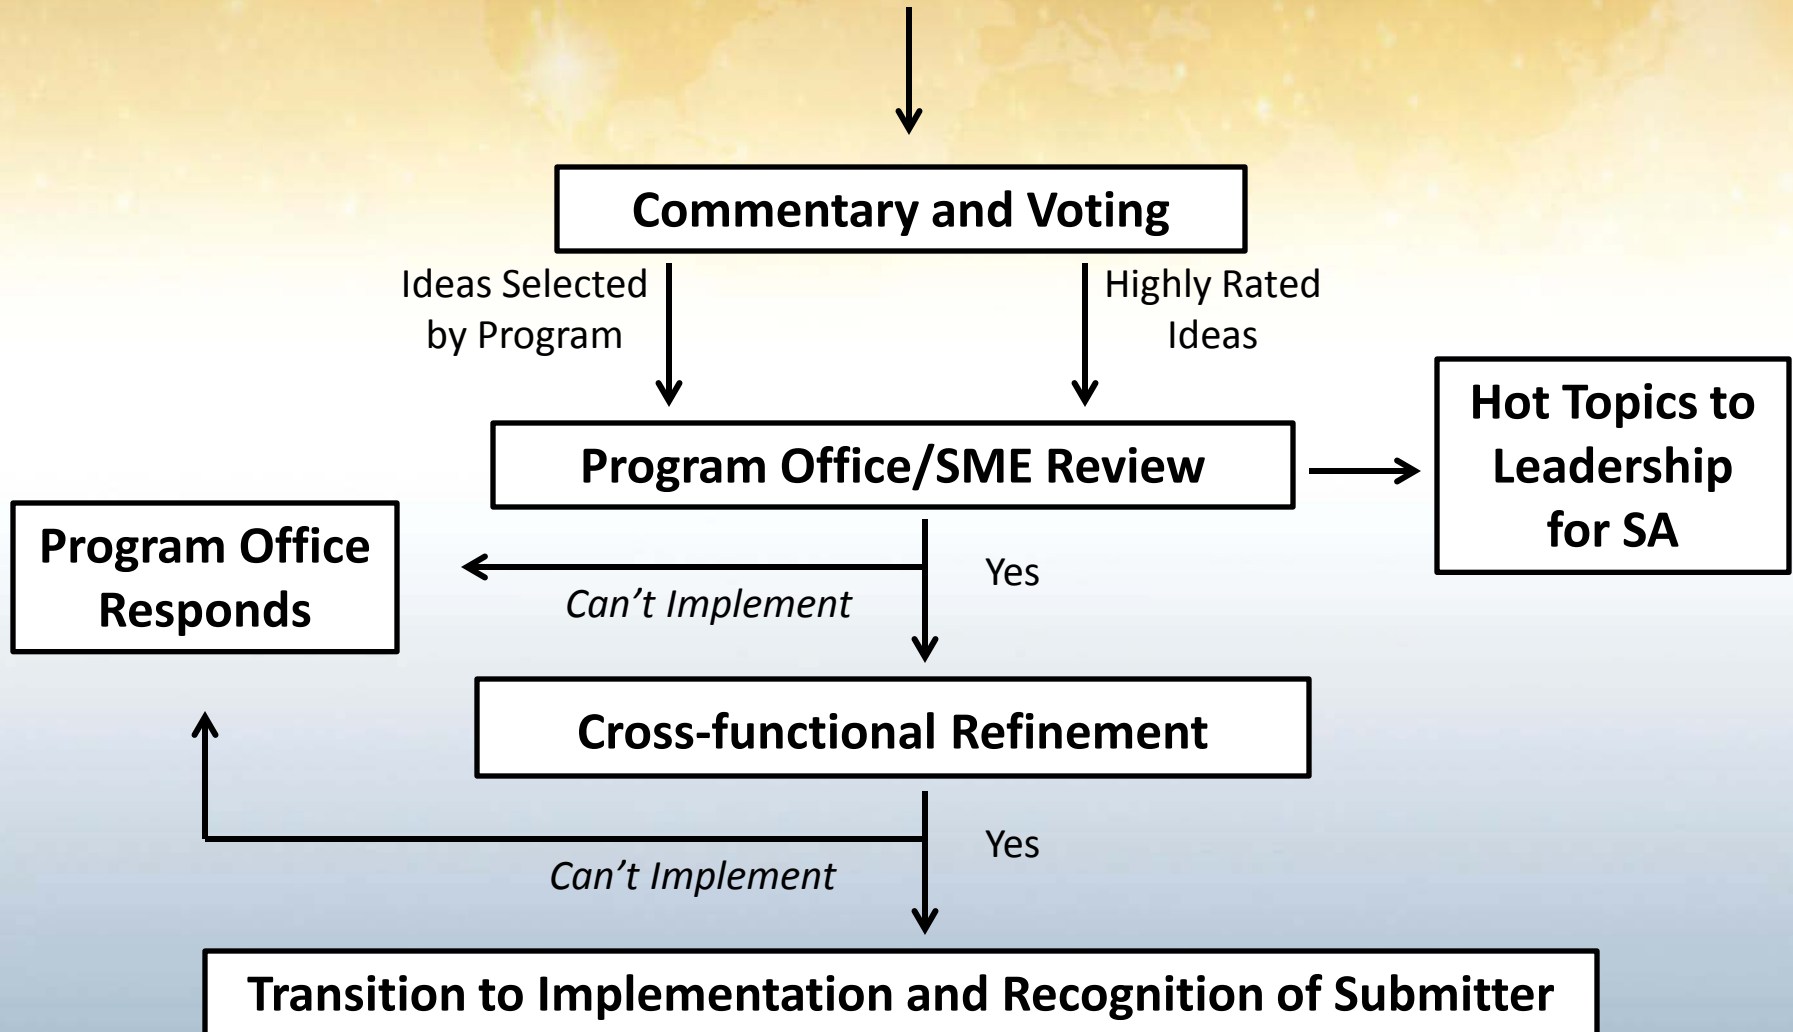 Commentary and Voting
Ideas Selected
by Program
Highly Rated
Ideas
Program Office/SME Review
Hot Topics to
Leadership
for SA
Program Office
Responds
Can’t Implement
Yes
Cross-functional Refinement
Can’t Implement
Yes
Transition to Implementation and Recognition of Submitter